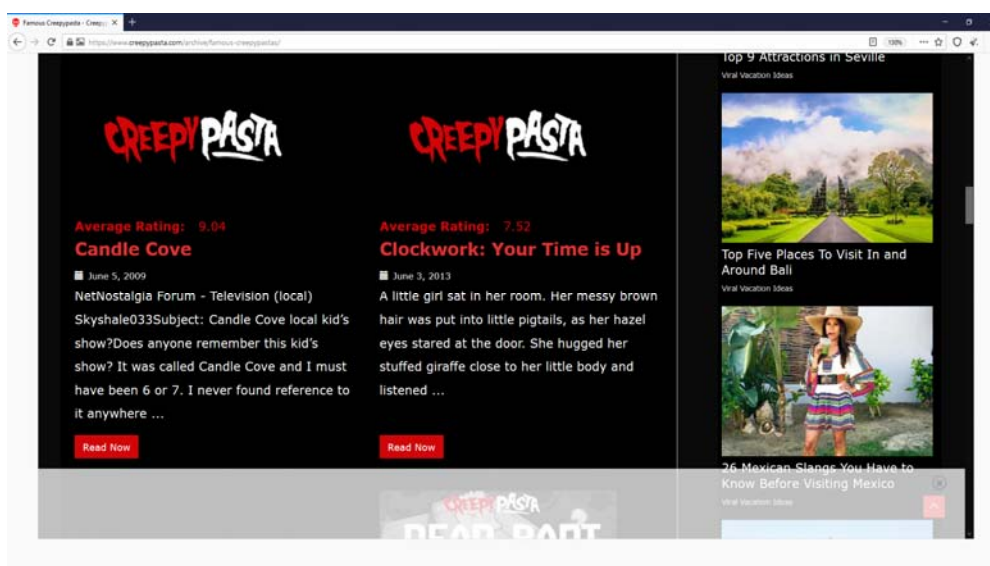 Famous Creepypasta - Creep
https://www.creepypasta.com/archive/famous-creepypastas/
CREEPYPASTA
Average Rating: 9.04
Candle Cove
June 5, 2009
NetNostalgia Forum - Television (local)
Skyshale033Subject: Candle Cove local kid's
show?Does anyone remember this kid's
show? It was called Candle Cove and I must
have been 6 or 7. I never found reference to
it anywhere ...
Read Now
CREEPYPASTA
Average Rating: 7.52
Clockwork: Your Time is Up
June 3, 2013
A little girl sat in her room. Her messy brown
hair was put into little pigtails, as her hazel
eyes stared at the door. She hugged her
stuffed giraffe close to her little body and
listened ...
Read Now
CREEPYPASTA
Top 9 Attractions in Seville
Viral Vacation Ideas
Top Five Places To Visit In and
Around Bali
Viral Vacation Ideas
26 Mexican Slangs You Have to
Know Before Visiting Mexico
Viral Vacation Ideas